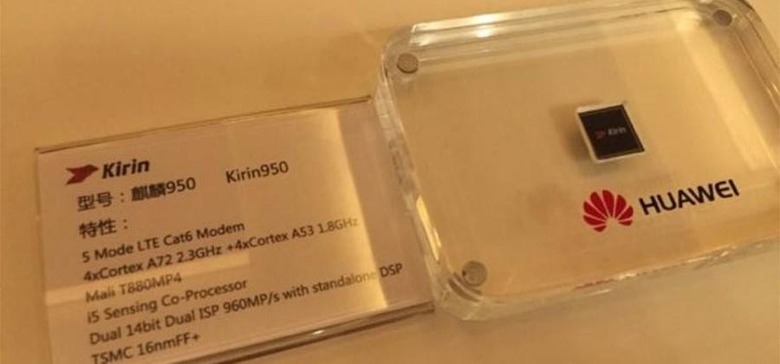 Kirin
型号：麒麟950 Kirin950
特性：
5 Mode LTE Cat6 Modem
4xCortex A72 2.3GHz +4xCortex A53 1.8GHz
Mali T880MP4
i5 Sensing Co-Processor
Dual 14bit Dual ISP 960MP/s with standalone DSP
TSMC 16nmFF+
Kirin
HUAWEI